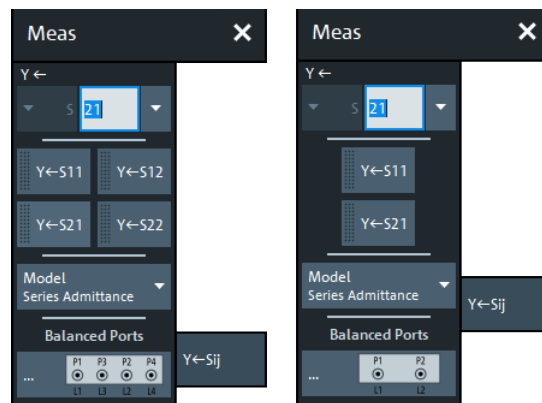 Meas ✕
Y ←
S 21
Y←S11 Y←S12
Y←S21 Y←S22
Model
Series Admittance
Balanced Ports
... P1 P3 P2 P4
L1 L3 L2 L4
Y←Sij
Meas ✕
Y ←
S 21
Y←S11
Y←S21
Model
Series Admittance
Y←Sij
Balanced Ports
... P1 P2
L1 L2